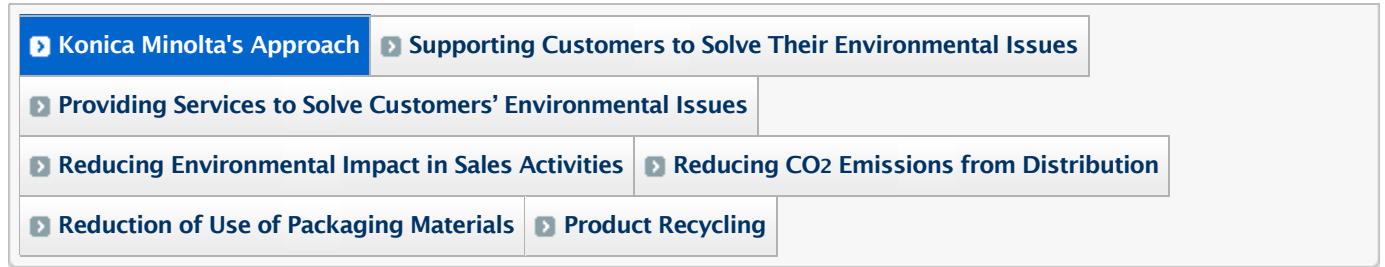 Konica Minolta's Approach Supporting Customers to Solve Their Environmental Issues
Providing Services to Solve Customers’ Environmental Issues
Reducing Environmental Impact in Sales Activities Reducing CO2 Emissions from Distribution
Reduction of Use of Packaging Materials Product Recycling